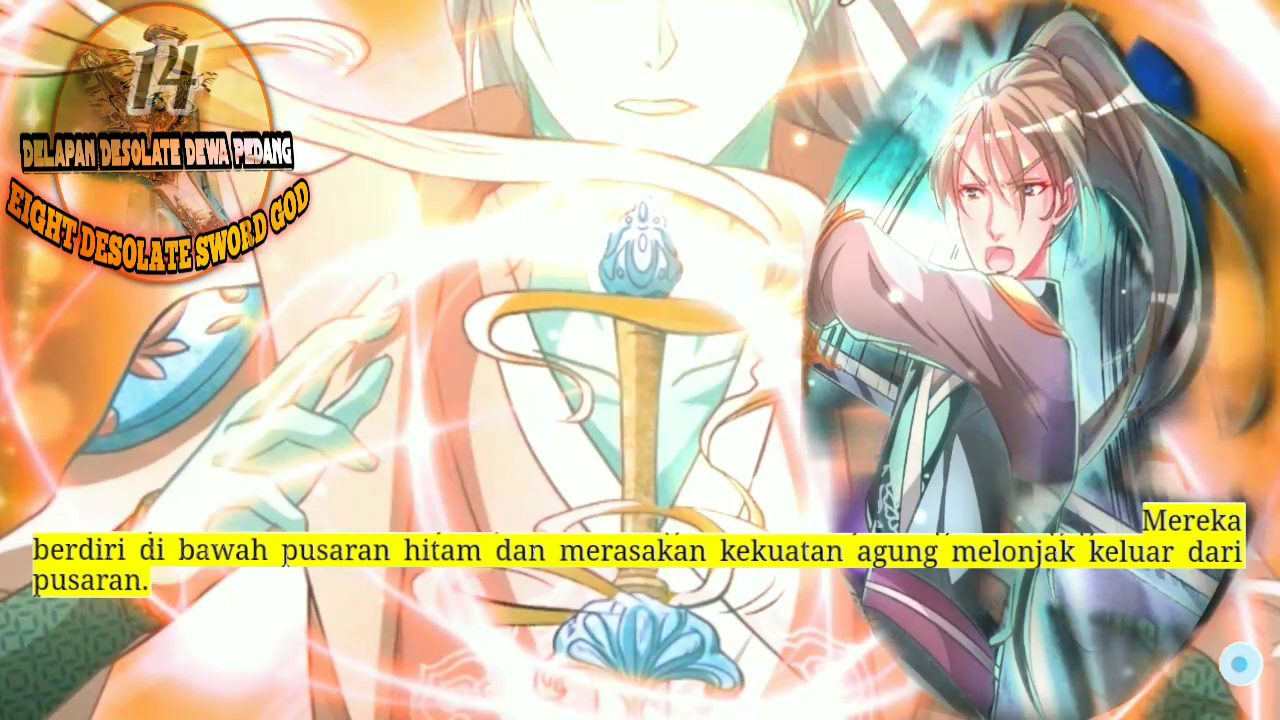 14
DELAPAN DESOLATE DEWA PEDANG
EIGHT DESOLATE SWORD GOD
Mereka
berdiri di bawah pusaran hitam dan merasakan kekuatan agung melonjak keluar dari
pusaran.